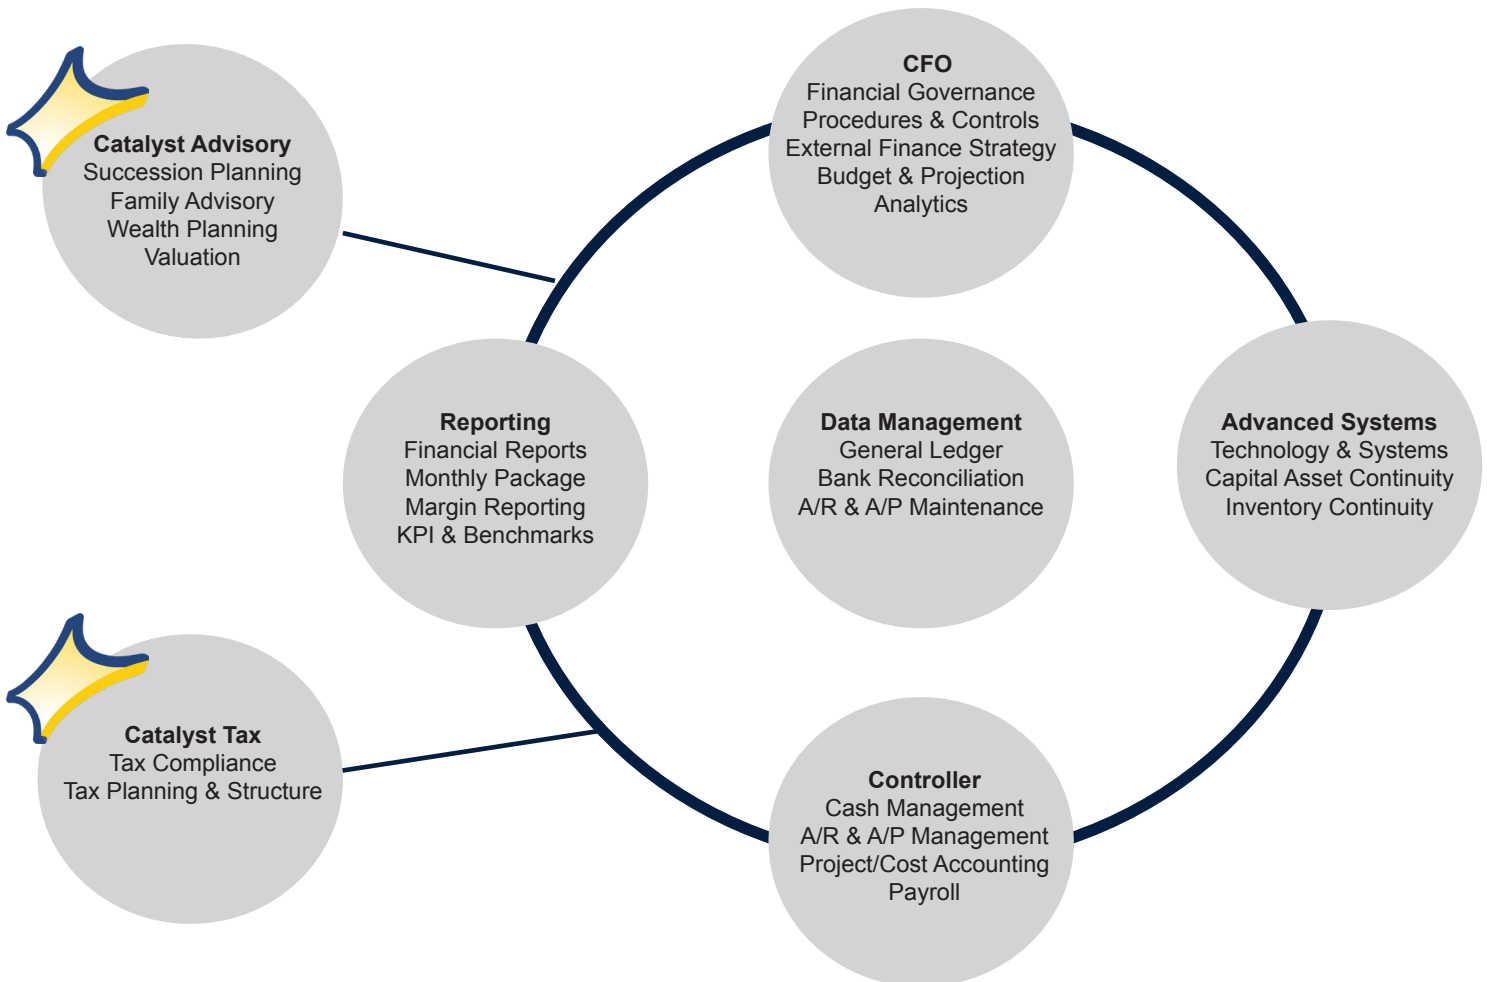 CFO
Financial Governance
Procedures & Controls
External Finance Strategy
Budget & Projection
Analytics
Catalyst Advisory
Succession Planning
Family Advisory
Wealth Planning
Valuation
Reporting
Financial Reports
Monthly Package
Margin Reporting
KPI & Benchmarks
Data Management
General Ledger
Bank Reconciliation
A/R & A/P Maintenance
Advanced Systems
Technology & Systems
Capital Asset Continuity
Inventory Continuity
Catalyst Tax
Tax Compliance
Tax Planning & Structure
Controller
Cash Management
A/R & A/P Management
Project/Cost Accounting
Payroll